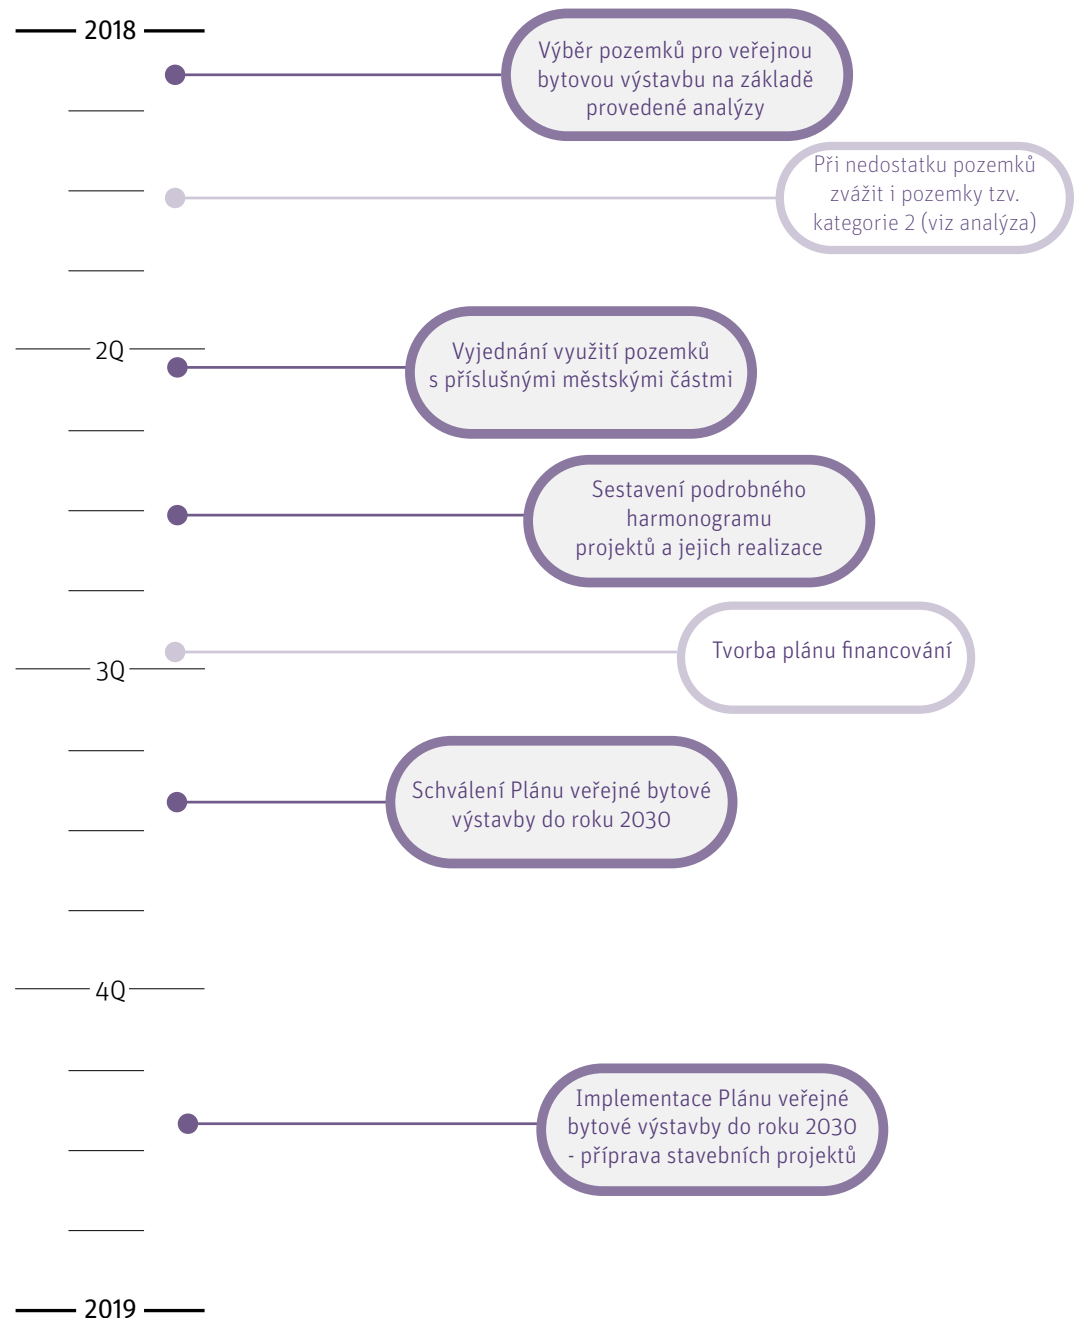 2018
Výběr pozemků pro veřejnou
bytovou výstavbu na základě
provedené analýzy
Při nedostatku pozemků
zvážit i pozemky tzv.
kategorie 2 (viz analýza)
2Q
Vyjednání využití pozemků
s příslušnými městskými částmi
Sestavení podrobného
harmonogramu
projektů a jejich realizace
Tvorba plánu financování
3Q
Schválení Plánu veřejné bytové
výstavby do roku 2030
4Q
Implementace Plánu veřejné
bytové výstavby do roku 2030
- příprava stavebních projektů
2019